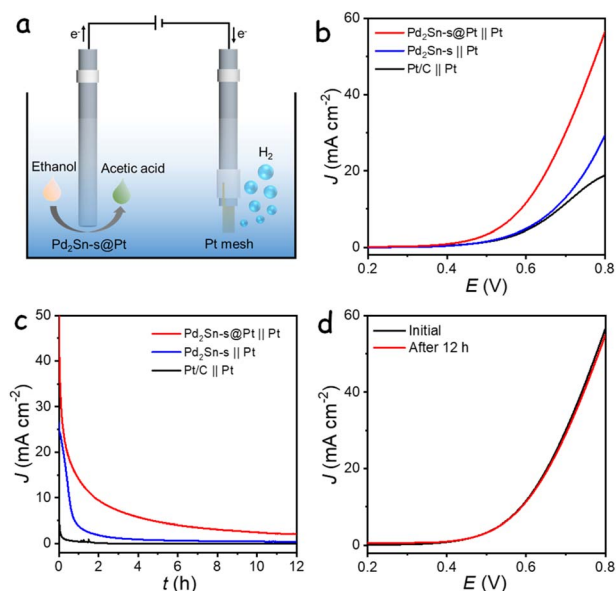 a
e⁻
e⁻
Ethanol
Acetic acid
H₂
Pd₂Sn-s@Pt
Pt mesh
b
Pd₂Sn-s@Pt || Pt
Pd₂Sn-s || Pt
Pt/C || Pt
J (mA cm⁻²)
60
40
20
0
0.2 0.4 0.6 0.8
E (V)
c
Pd₂Sn-s@Pt || Pt
Pd₂Sn-s || Pt
Pt/C || Pt
J (mA cm⁻²)
50
40
30
20
10
0
0 2 4 6 8 10 12
t (h)
d
Initial
After 12 h
J (mA cm⁻²)
60
40
20
0
0.2 0.4 0.6 0.8
E (V)